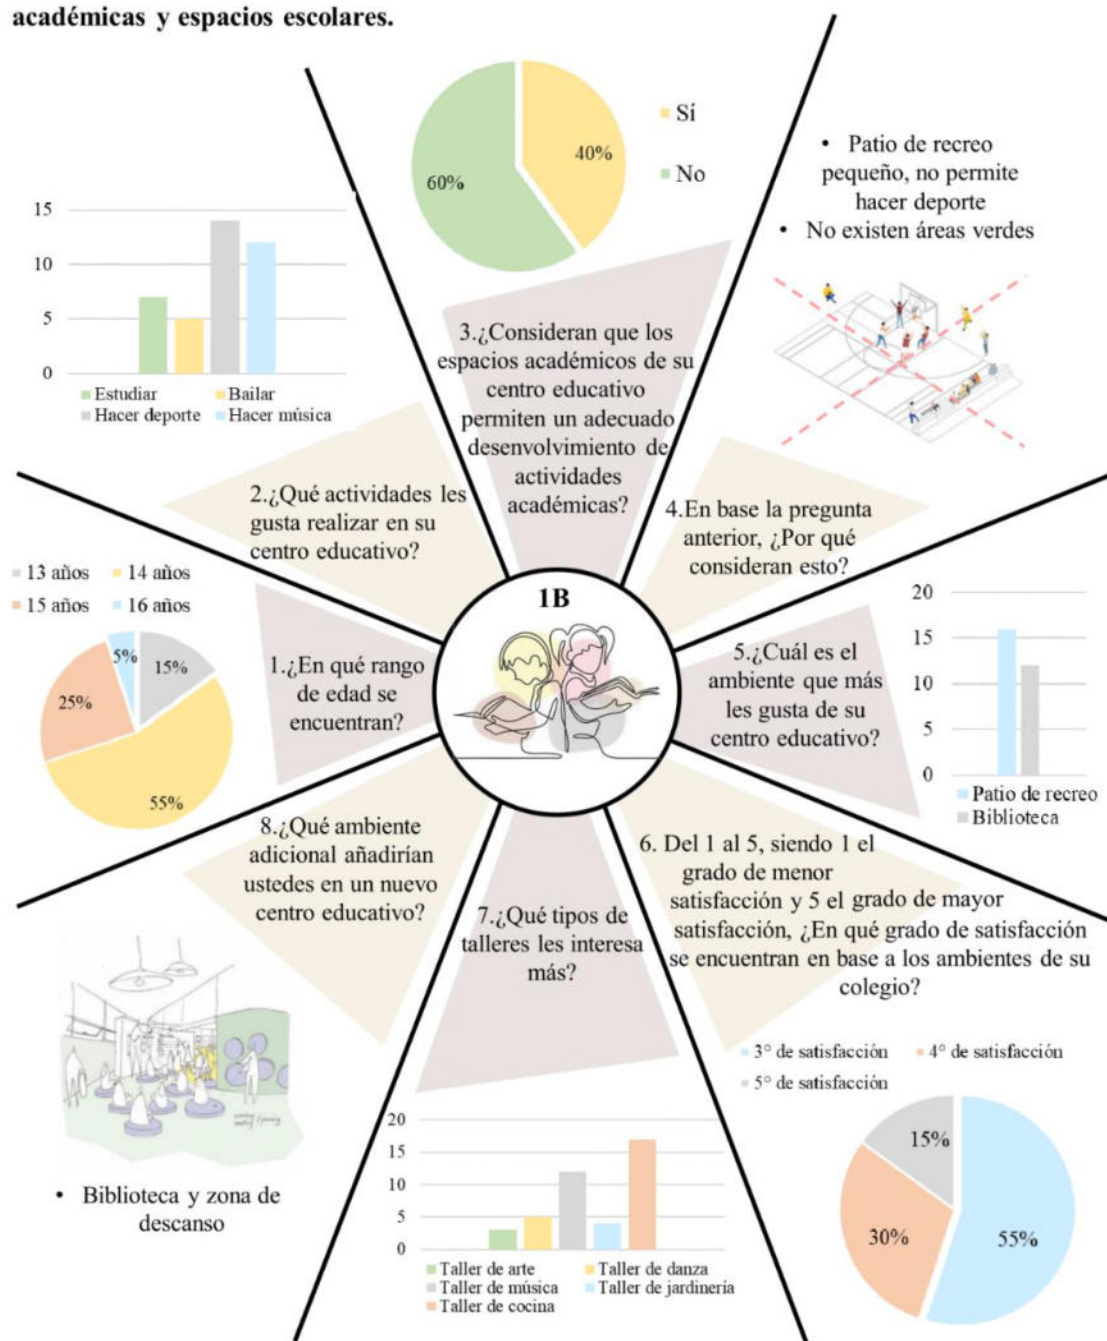 académicas y espacios escolares.
Sí
No
40%
60%
3.¿Consideran que los
espacios académicos de su
centro educativo
permiten un adecuado
desenvolvimiento de
actividades
académicas?
• Patio de recreo
pequeño, no permite
hacer deporte
• No existen áreas verdes
4.En base la pregunta
anterior, ¿Por qué
consideran esto?
15
10
5
0
Estudiar
Bailar
Hacer deporte
Hacer música
2.¿Qué actividades les
gusta realizar en su
centro educativo?
13 años
14 años
15 años
16 años
5%
15%
25%
55%
1.¿En qué rango
de edad se
encuentran?
1B
5.¿Cuál es el
ambiente que más
les gusta de su
centro educativo?
20
15
10
5
0
Patio de recreo
Biblioteca
8.¿Qué ambiente
adicional añadirían
ustedes en un nuevo
centro educativo?
• Biblioteca y zona de
descanso
7.¿Qué tipos de
talleres les interesa
más?
20
15
10
5
0
Taller de arte
Taller de danza
Taller de música
Taller de jardinería
Taller de cocina
6. Del 1 al 5, siendo 1 el
grado de menor
satisfacción y 5 el grado de mayor
satisfacción, ¿En qué grado de satisfacción
se encuentran en base a los ambientes de su
colegio?
3° de satisfacción
4° de satisfacción
5° de satisfacción
15%
30%
55%